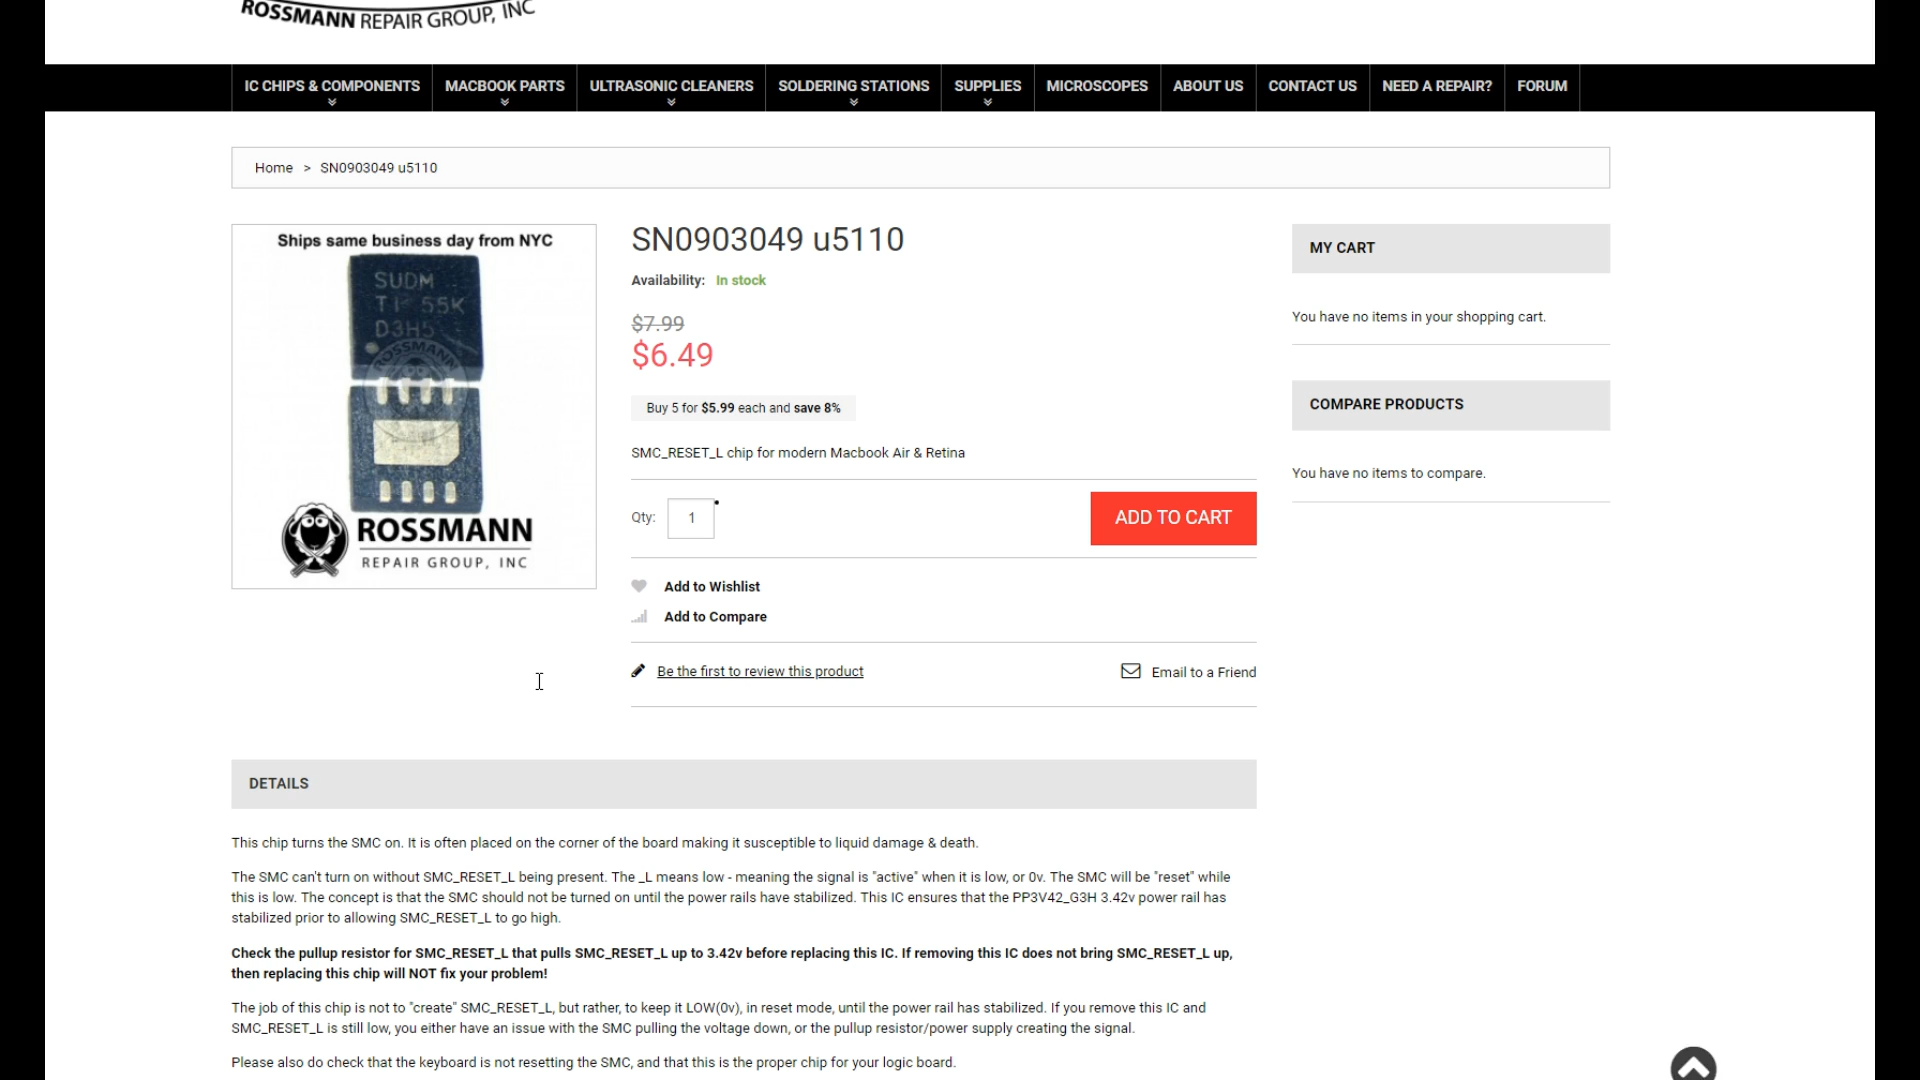 ROSSMANN REPAIR GROUP, INC
IC CHIPS & COMPONENTS MACBOOK PARTS ULTRASONIC CLEANERS SOLDERING STATIONS SUPPLIES MICROSCOPES ABOUT US CONTACT US NEED A REPAIR? FORUM
Home > SN0903049 u5110
Ships same business day from NYC
SUDM
TI 55K
D3H5
ROSSMANN
ROSSMANN
REPAIR GROUP, INC
SN0903049 u5110
Availability: In stock
$7.99
$6.49
Buy 5 for $5.99 each and save 8%
SMC_RESET_L chip for modern Macbook Air & Retina
Qty: 1
ADD TO CART
Add to Wishlist
Add to Compare
Be the first to review this product
Email to a Friend
MY CART
You have no items in your shopping cart.
COMPARE PRODUCTS
You have no items to compare.
DETAILS
This chip turns the SMC on. It is often placed on the corner of the board making it susceptible to liquid damage & death.
The SMC can't turn on without SMC_RESET_L being present. The _L means low - meaning the signal is "active" when it is low, or 0v. The SMC will be "reset" while
this is low. The concept is that the SMC should not be turned on until the power rails have stabilized. This IC ensures that the PP3V42_G3H 3.42v power rail has
stabilized prior to allowing SMC_RESET_L to go high.
Check the pullup resistor for SMC_RESET_L that pulls SMC_RESET_L up to 3.42v before replacing this IC. If removing this IC does not bring SMC_RESET_L up,
then replacing this chip will NOT fix your problem!
The job of this chip is not to "create" SMC_RESET_L, but rather, to keep it LOW(0v), in reset mode, until the power rail has stabilized. If you remove this IC and
SMC_RESET_L is still low, you either have an issue with the SMC pulling the voltage down, or the pullup resistor/power supply creating the signal.
Please also do check that the keyboard is not resetting the SMC, and that this is the proper chip for your logic board.